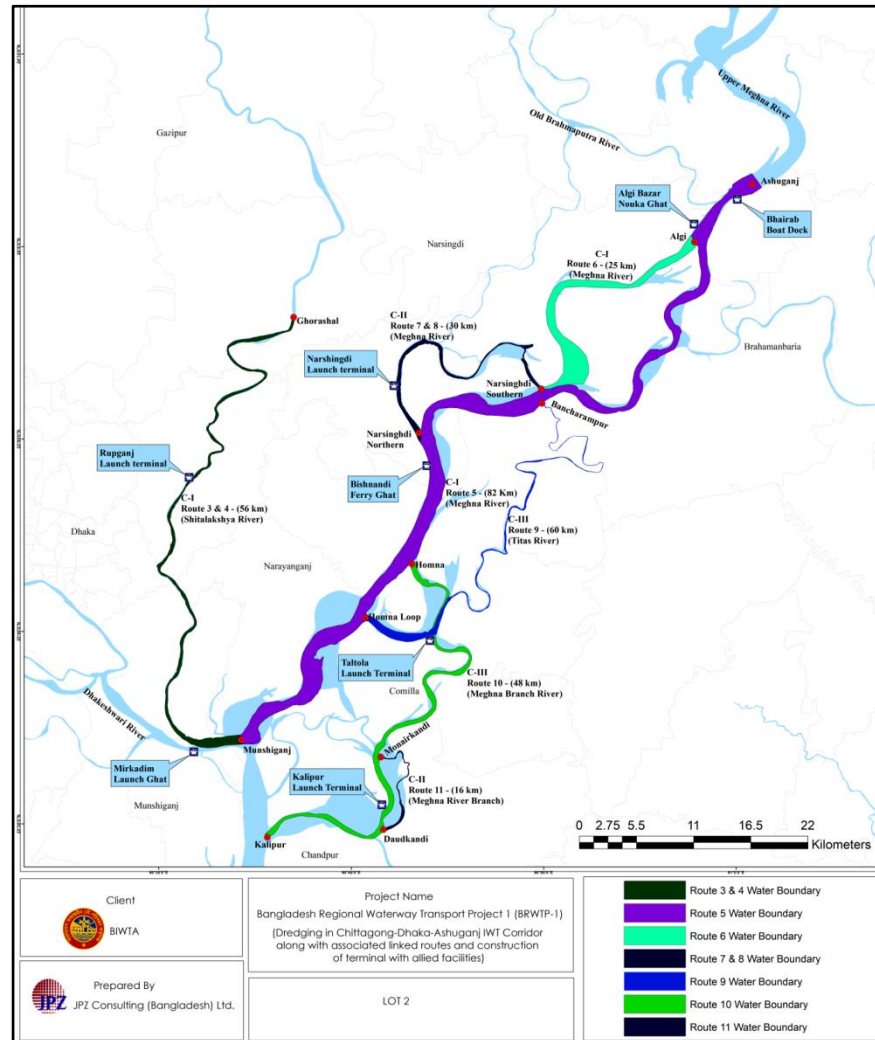 Upper Meghna River
Old Brahmaputra River
Gazipur
Ashuganj
Algi Bazar
Nouka Ghat
Bhairab
Boat Dock
Algi
Narsingdi
C-I
Route 6 - (25 km)
(Meghna River)
Ghorashal
C-II
Route 7 & 8 - (30 km)
(Meghna River)
Brahamanbaria
Narshingdi
Launch terminal
Narsinghdi
Southern
Bancharampur
Narsinghdi
Northern
Rupganj
Launch terminal
Bishnandi
Ferry Ghat
C-I
Route 5 - (82 Km)
(Meghna River)
C-I
Route 3 & 4 - (56 km)
(Shitalakshya River)
C-III
Route 9 - (60 km)
(Titas River)
Dhaka
Narayanganj
Homna
Homna Loop
Taltola
Launch Terminal
C-III
Route 10 - (48 km)
(Meghna Branch River)
Comilla
Dhakeshwari River
Munshiganj
Monairkandi
Mirkadim
Launch Ghat
Kalipur
Launch Terminal
C-II
Route 11 - (16 km)
(Meghna River Branch)
Munshiganj
Kalipur
Daudkandi
Chandpur
0 2.75 5.5 11 16.5 22
Kilometers
Client
BIWTA
Prepared By
JPZ
JPZ Consulting (Bangladesh) Ltd.
Project Name
Bangladesh Regional Waterway Transport Project 1 (BRWTP-1)
(Dredging in Chittagong-Dhaka-Ashuganj IWT Corridor
along with associated linked routes and construction
of terminal with allied facilities)
LOT 2
Route 3 & 4 Water Boundary
Route 5 Water Boundary
Route 6 Water Boundary
Route 7 & 8 Water Boundary
Route 9 Water Boundary
Route 10 Water Boundary
Route 11 Water Boundary